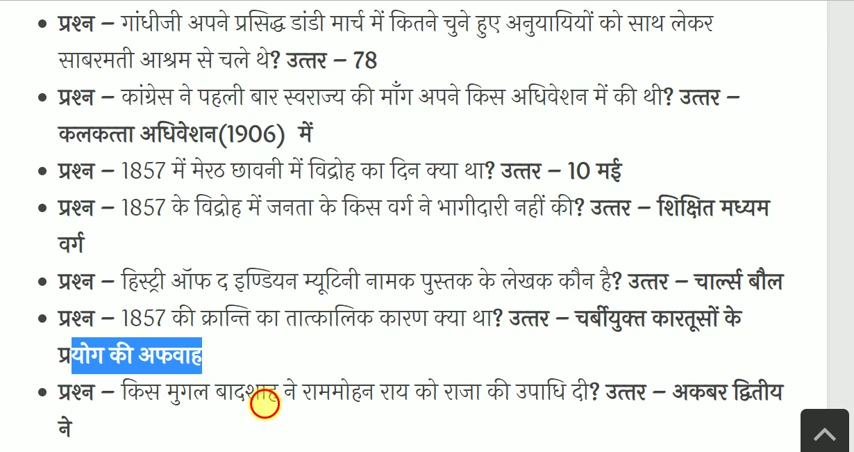 प्रश्न – गांधीजी अपने प्रसिद्ध डांडी मार्च में कितने चुने हुए अनुयायियों को साथ लेकर
साबरमती आश्रम से चले थे? उत्तर – 78
प्रश्न – कांग्रेस ने पहली बार स्वराज्य की माँग अपने किस अधिवेशन में की थी? उत्तर –
कलकत्ता अधिवेशन(1906) में
प्रश्न – 1857 में मेरठ छावनी में विद्रोह का दिन क्या था? उत्तर – 10 मई
प्रश्न – 1857 के विद्रोह में जनता के किस वर्ग ने भागीदारी नहीं की? उत्तर – शिक्षित मध्यम
वर्ग
प्रश्न – हिस्ट्री ऑफ द इण्डियन म्यूटिनी नामक पुस्तक के लेखक कौन है? उत्तर – चार्ल्स बौल
प्रश्न – 1857 की क्रान्ति का तात्कालिक कारण क्या था? उत्तर – चर्बीयुक्त कारतूसों के
प्रयोग की अफवाह
प्रश्न – किस मुगल बादशाह ने राममोहन राय को राजा की उपाधि दी? उत्तर – अकबर द्वितीय
ने